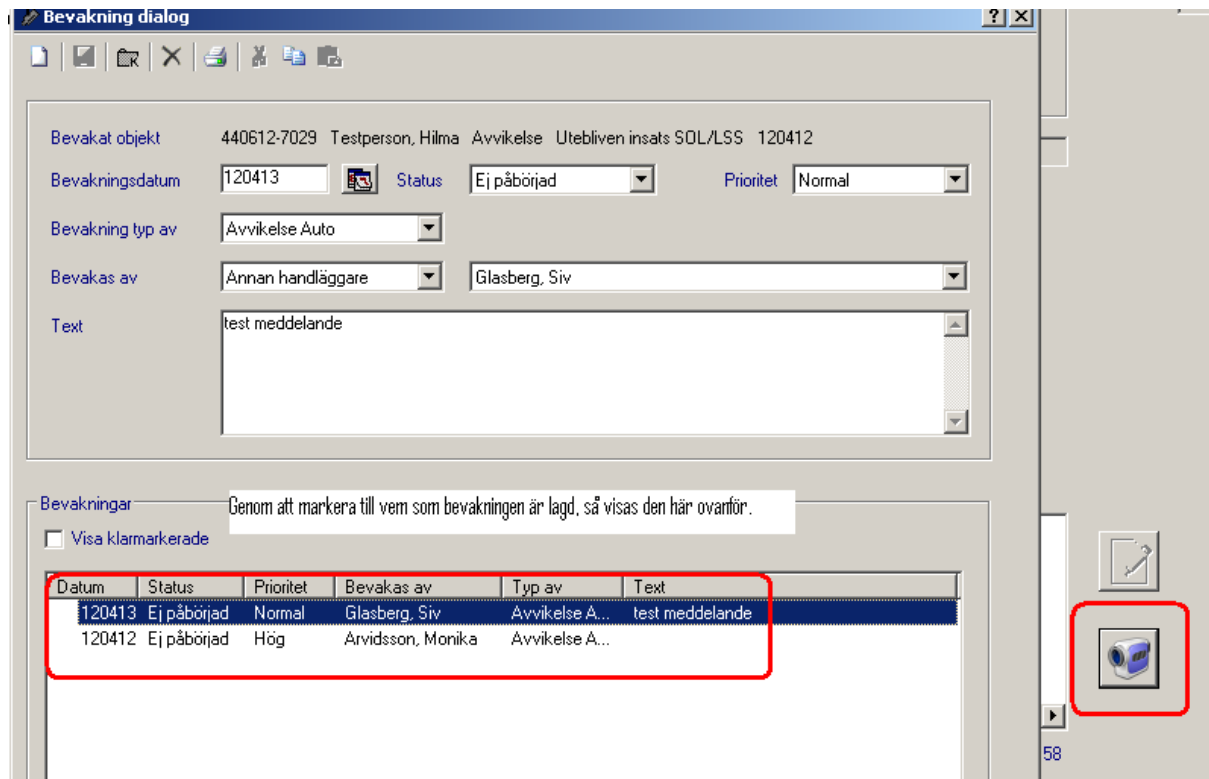 Bevakning dialog
Bevakat objekt 440612-7029 Testperson, Hilma Avvikelse Utebliven insats SOL/LSS 120412
Bevakningsdatum 120413 Status Ej påbörjad Prioritet Normal
Bevakning typ av Avvikelse Auto
Bevakas av Annan handläggare Glasberg, Siv
Text test meddelande
Bevakningar Genom att markera till vem som bevakningen är lagd, så visas den här ovanför.
Visa klarmarkerade
Datum Status Prioritet Bevakas av Typ av Text
120413 Ej påbörjad Normal Glasberg, Siv Avvikelse A... test meddelande
120412 Ej påbörjad Hög Arvidsson, Monika Avvikelse A...
58